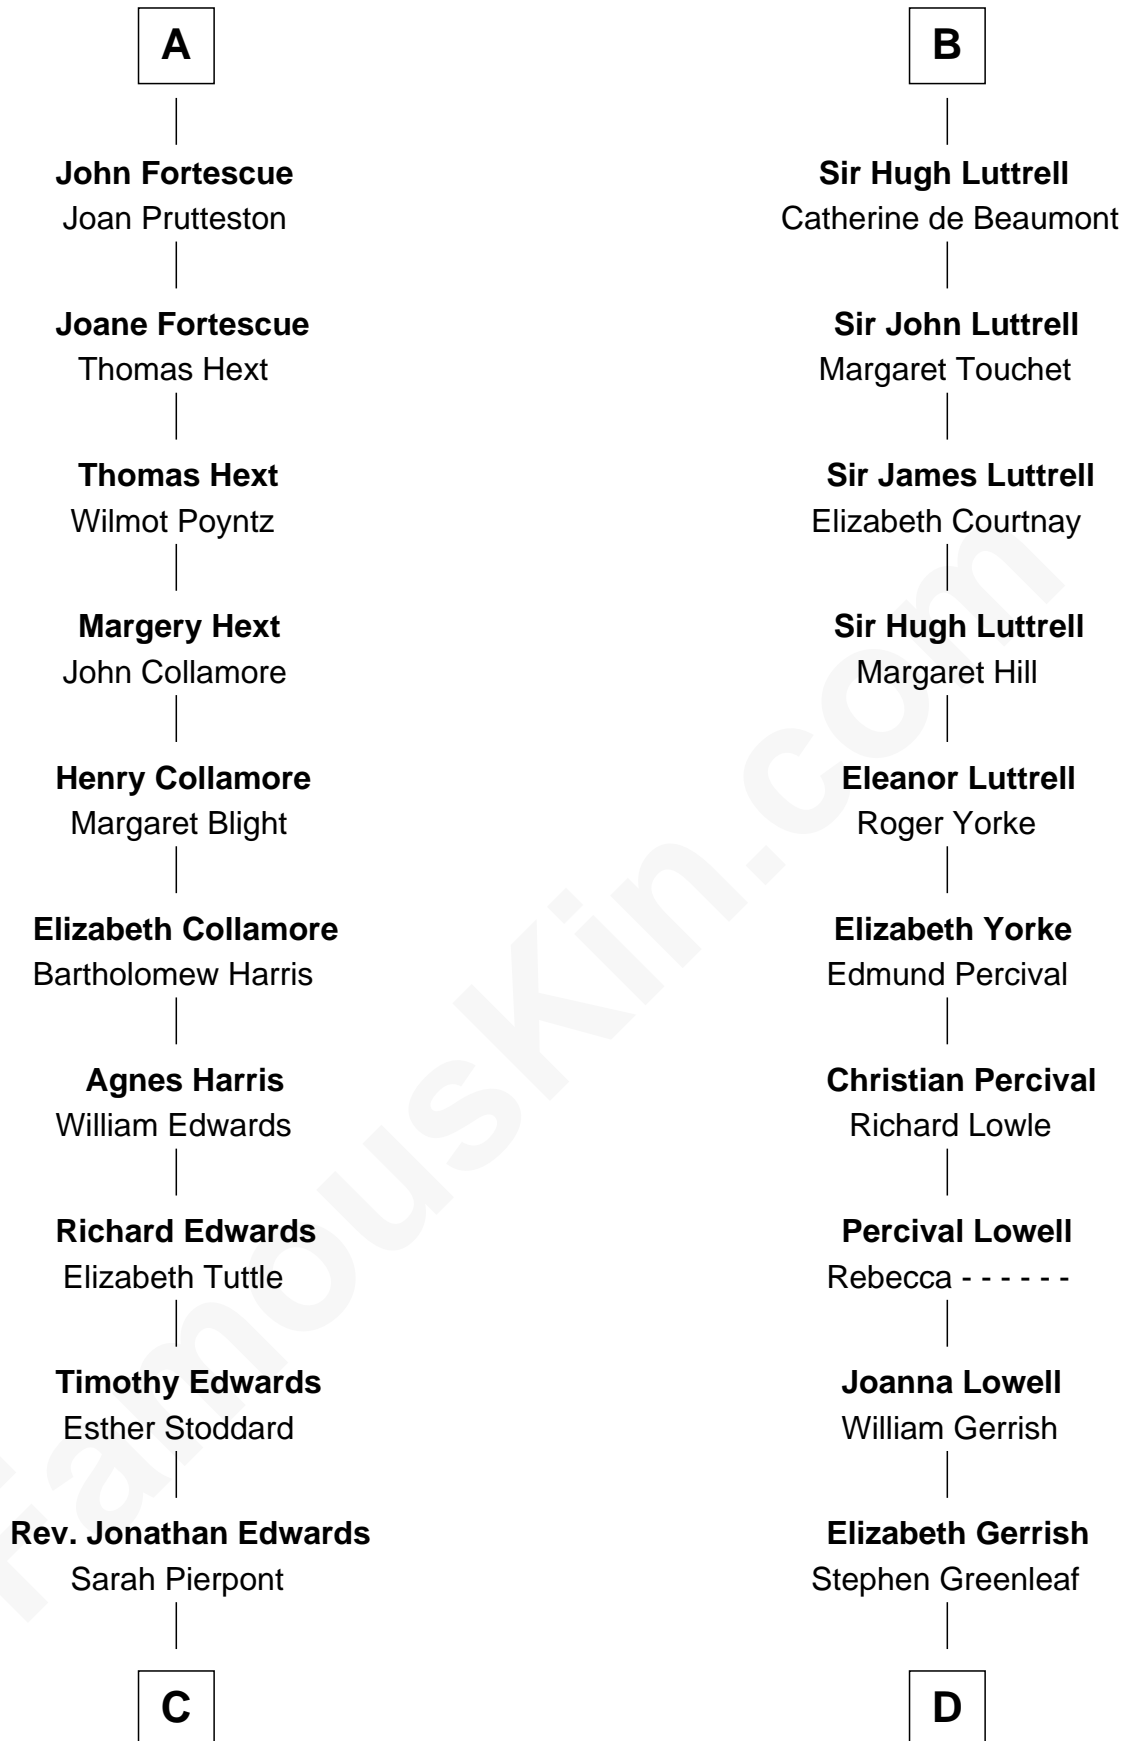 A
John Fortescue
Joan Prutteston
Joane Fortescue
Thomas Hext
Thomas Hext
Wilmot Poyntz
Margery Hext
John Collamore
Henry Collamore
Margaret Blight
Elizabeth Collamore
Bartholomew Harris
Agnes Harris
William Edwards
Richard Edwards
Elizabeth Tuttle
Timothy Edwards
Esther Stoddard
Rev. Jonathan Edwards
Sarah Pierpont
C
B
Sir Hugh Luttrell
Catherine de Beaumont
Sir John Luttrell
Margaret Touchet
Sir James Luttrell
Elizabeth Courtnay
Sir Hugh Luttrell
Margaret Hill
Eleanor Luttrell
Roger Yorke
Elizabeth Yorke
Edmund Percival
Christian Percival
Richard Lowle
Percival Lowell
Rebecca - - - - - -
Joanna Lowell
William Gerrish
Elizabeth Gerrish
Stephen Greenleaf
D
FamousKin.com